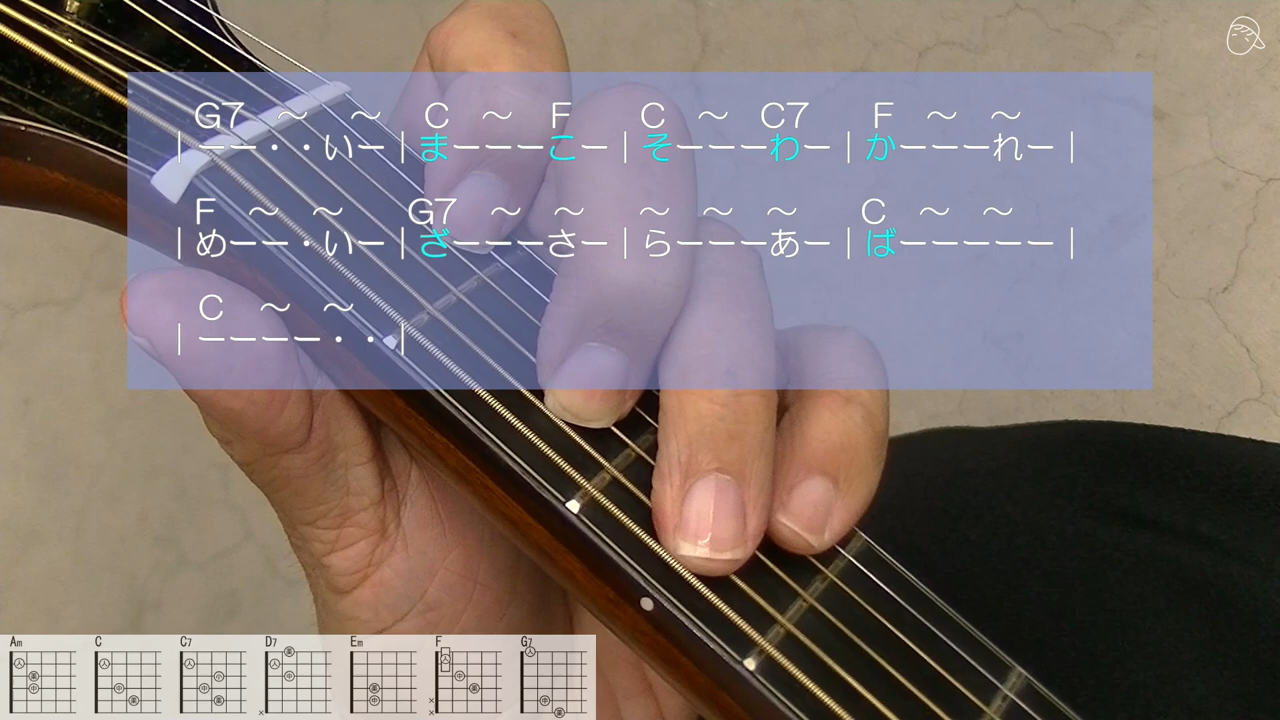 G7 ～ ～ C ～ F C ～ C7 F ～ ～
|ーー・・いー|まーーーこー|そーーーわー|かーーーれー|
F ～ ～ G7 ～ ～ ～ ～ ～ C ～ ～
|めーー・いー|ざーーーさー|らーーーあー|ばーーーーー|
C ～ ～
|ーーーー・・|
Am C C7 D7 Em F G7